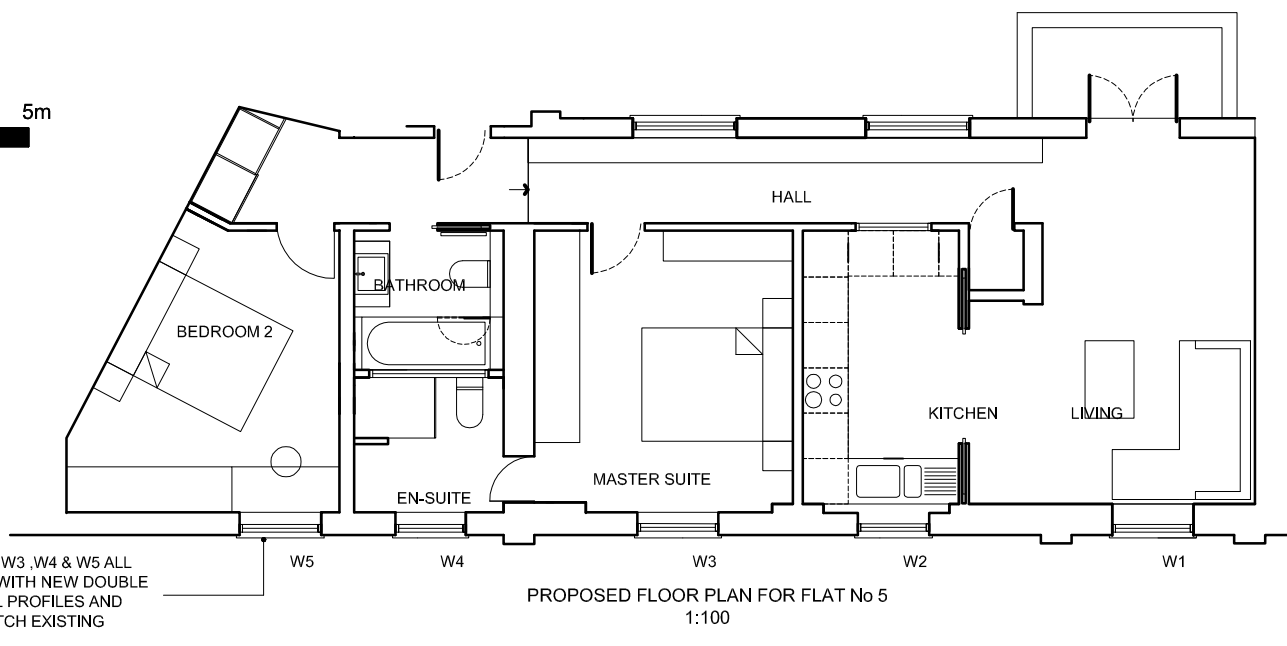 5m
HALL
BATHROOM
BEDROOM 2
KITCHEN
LIVING
MASTER SUITE
EN-SUITE
W5
W4
W3
W2
W1
W3 ,W4 & W5 ALL
WITH NEW DOUBLE
PROFILES AND
EXISTING
PROPOSED FLOOR PLAN FOR FLAT No 5
1:100